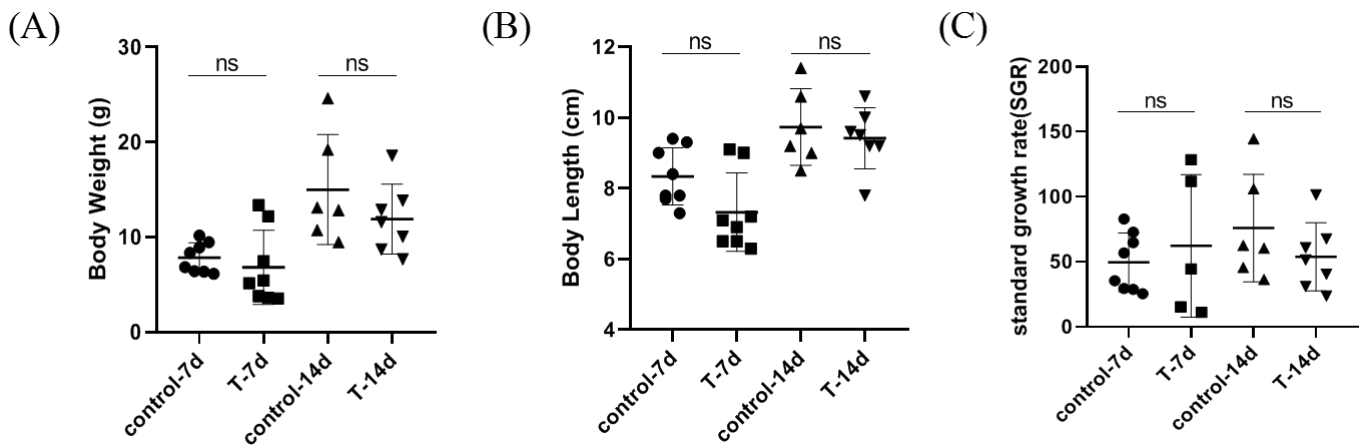 (A)
Body Weight (g)
30
20
10
0
ns
ns
control-7d
T-7d
control-14d
T-14d
(B)
Body Length (cm)
12
10
8
6
4
ns
ns
control-7d
T-7d
control-14d
T-14d
(C)
standard growth rate(SGR)
200
150
100
50
0
ns
ns
control-7d
T-7d
control-14d
T-14d